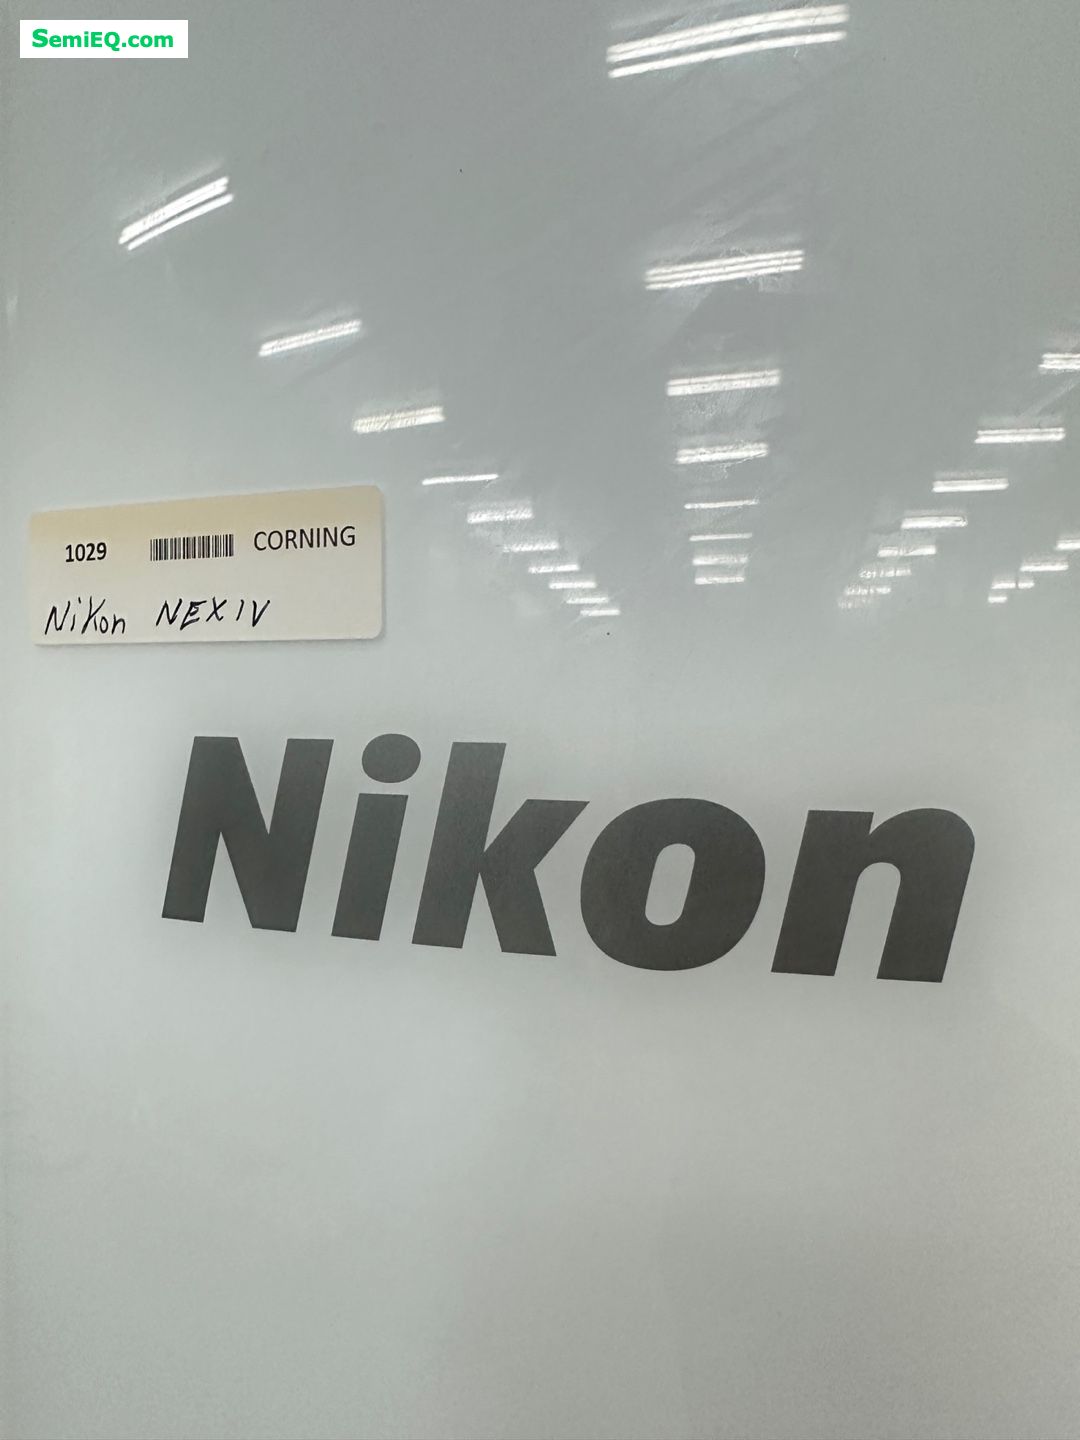 SemiEQ.com
1029 CORNING
Nikon NEXIV
Nikon